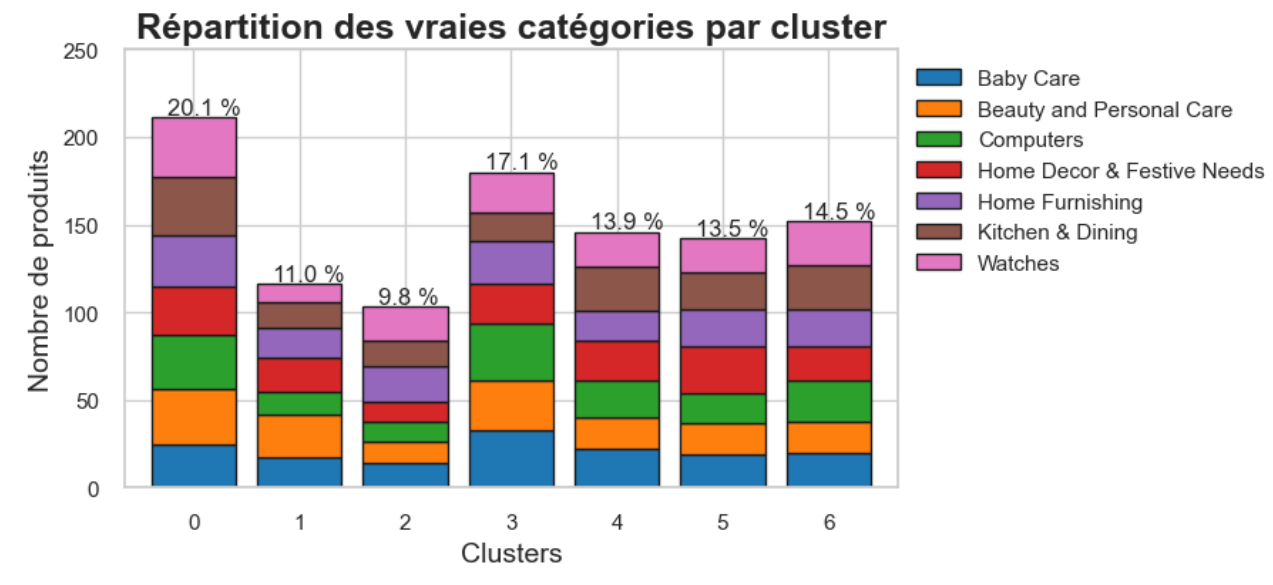 Répartition des vraies catégories par cluster
250
200
150
100
50
0
Nombre de produits
20.1 %
11.0 %
9.8 %
17.1 %
13.9 %
13.5 %
14.5 %
0 1 2 3 4 5 6
Clusters
Baby Care
Beauty and Personal Care
Computers
Home Decor & Festive Needs
Home Furnishing
Kitchen & Dining
Watches